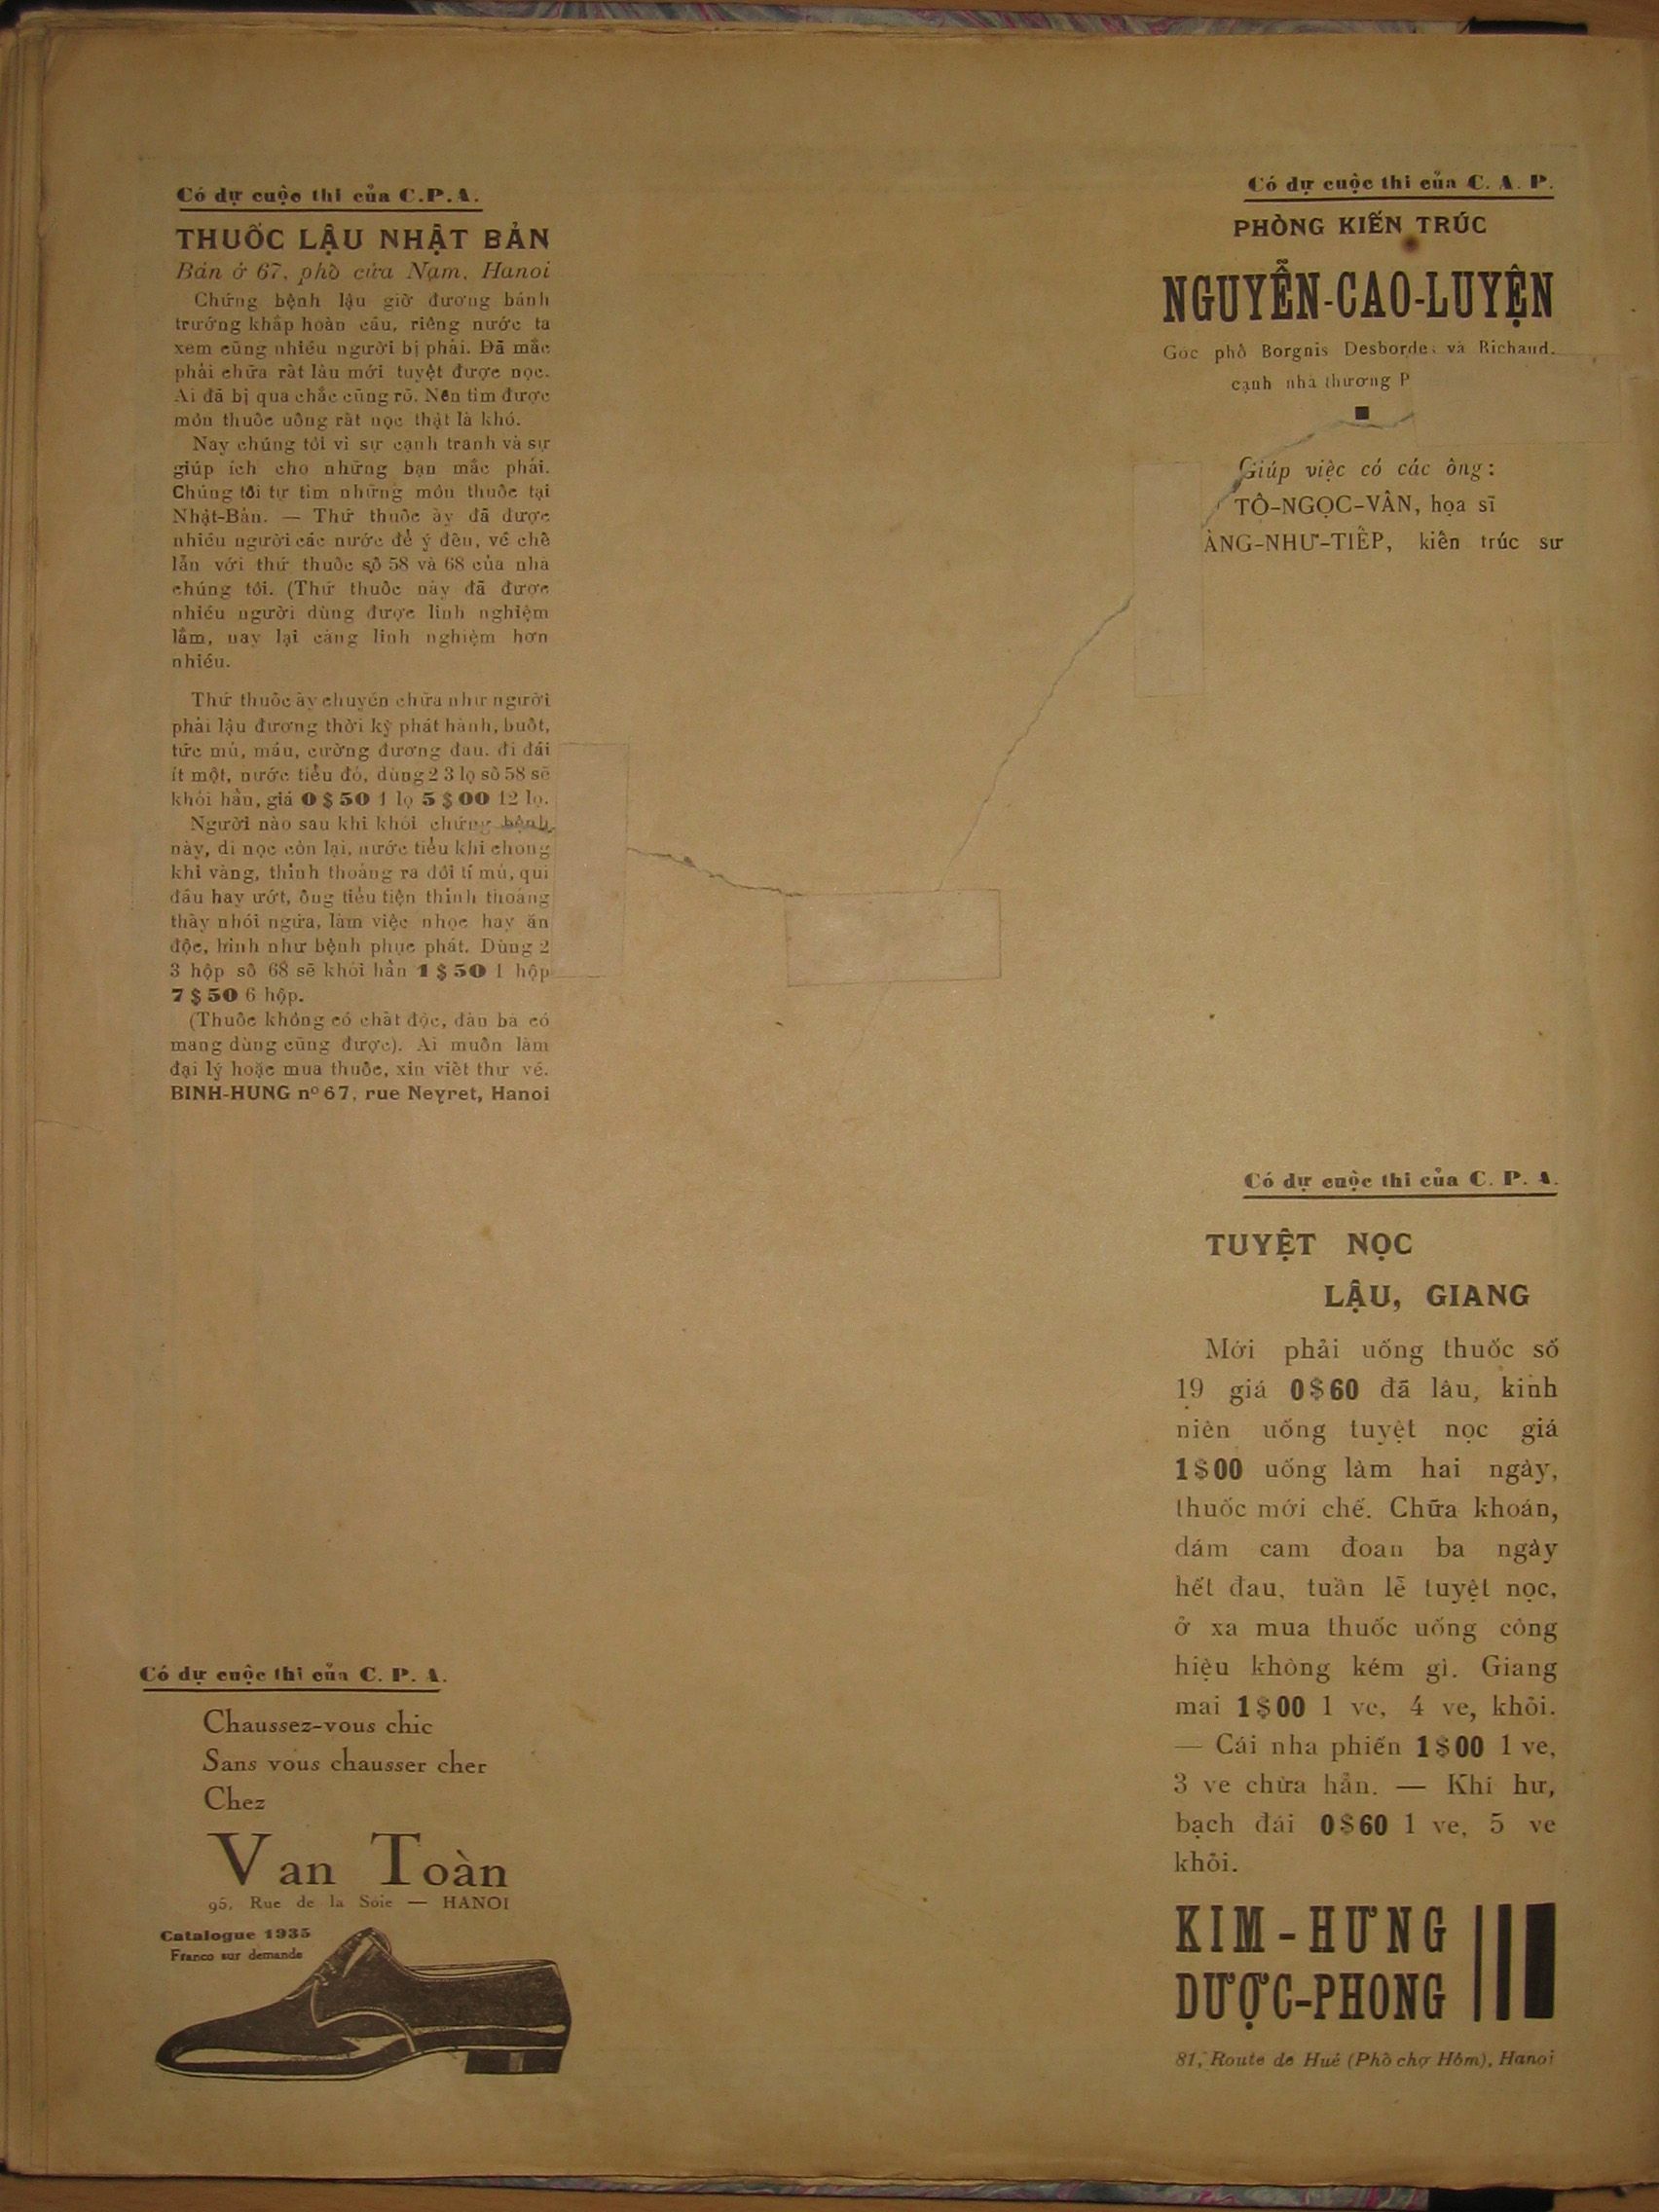 Có dự cuộc thi của C.P.A.
THUỐC LẬU NHẬT BẢN
Bán ở 67, phố cửa Nam, Hanoi
Chứng bệnh lậu giờ đương bành
trướng khắp hoàn cầu, riêng nước ta
xem cũng nhiều người bị phải. Đã mắc
phải chữa rất lâu mới tuyệt được nọc.
Ai đã bị qua chắc cũng rõ. Nên tìm được
món thuốc uống rất nọc thật là khó.
Nay chúng tôi vì sự cạnh tranh và sự
giúp ích cho những bạn mắc phải.
Chúng tôi tự tìm những món thuốc tại
Nhật-Bản. — Thứ thuốc ấy đã được
nhiều người các nước để ý đến, về chế
lẫn với thứ thuốc số 58 và 68 của nhà
chúng tôi. (Thứ thuốc này đã được
nhiều người dùng được linh nghiệm
lắm, nay lại càng linh nghiệm hơn
nhiều.
Thứ thuốc ấy chuyên chữa như người
phải lậu đương thời kỳ phát hành, buốt,
tức mủ, máu, cường dương đau, đi đái
ít một, nước tiểu đỏ, dùng 2 3 lọ số 58 sẽ
khỏi hẳn, giá 0$50 1 lọ 5$00 12 lọ.
Người nào sau khi khỏi chứng bệnh
này, di nọc còn lại, nước tiểu khi chong
khi vàng, thỉnh thoảng ra đôi tí mủ, qui
đầu hay ướt, ống tiểu tiện thỉnh thoảng
thấy nhói ngứa, làm việc nhọc hay ăn
độc, hình như bệnh phục phát. Dùng 2
3 hộp số 68 sẽ khỏi hẳn 1$50 1 hộp
7$50 6 hộp.
(Thuốc không có chất độc, đàn bà có
mang dùng cũng được). Ai muốn làm
đại lý hoặc mua thuốc, xin viết thư về.
BINH-HUNG nº 67, rue Neyret, Hanoi
Có dự cuộc thi của C. P. A.
Chaussez-vous chic
Sans vous chausser cher
Chez
Van Toàn
95, Rue de la Soie — HANOI
Catalogue 1935
Franco sur demande
Có dự cuộc thi của C. A. P.
PHÒNG KIẾN TRÚC
NGUYỄN-CAO-LUYỆN
Góc phố Borgnis Desbordes và Richaud.
cạnh nhà thương P
Giúp việc có các ông:
TÔ-NGỌC-VÂN, họa sĩ
ÀNG-NHƯ-TIẾP, kiến trúc sư
Có dự cuộc thi của C. P. A.
TUYỆT NỌC
LẬU, GIANG
Mới phải uống thuốc số
19 giá 0$60 đã lâu, kinh
niên uống tuyệt nọc giá
1$00 uống làm hai ngày,
thuốc mới chế. Chữa khoán,
dám cam đoan ba ngày
hết đau, tuần lễ tuyệt nọc,
ở xa mua thuốc uống công
hiệu không kém gì. Giang
mai 1$00 1 ve, 4 ve, khỏi.
— Cái nha phiến 1$00 1 ve,
3 ve chừa hẳn. — Khí hư,
bạch đái 0$60 1 ve, 5 ve
khỏi.
KIM-HƯNG
DƯỢC-PHONG
81, Route de Huê (Phố chợ Hôm), Hanoi